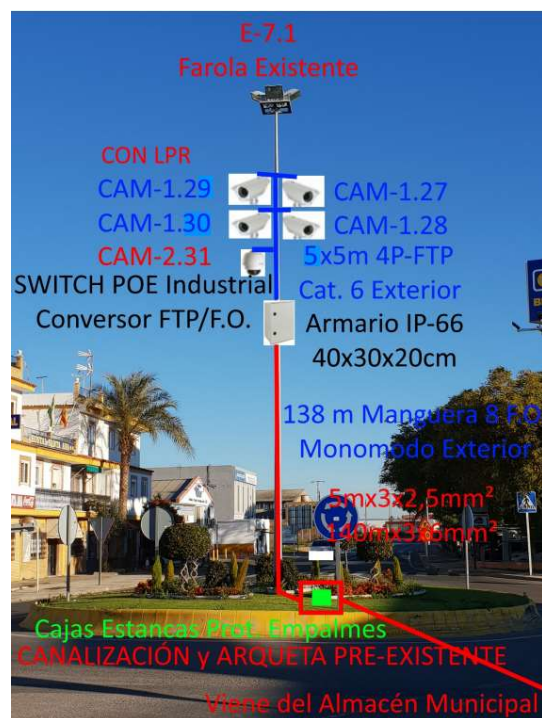 E-7.1
Farola Existente
CON LPR
CAM-1.29
CAM-1.27
CAM-1.30
CAM-1.28
CAM-2.31
5x5m 4P-FTP
SWITCH POE Industrial
Cat. 6 Exterior
Conversor FTP/F.O.
Armario IP-66
40x30x20cm
138 m Manguera 8 F.O
Monomodo Exterior
5mx3x2,5mm²
140mx3x6mm²
Cajas Estancas Prot. Empalmes
CANALIZACIÓN y ARQUETA PRE-EXISTENTE
Viene del Almacén Municipal